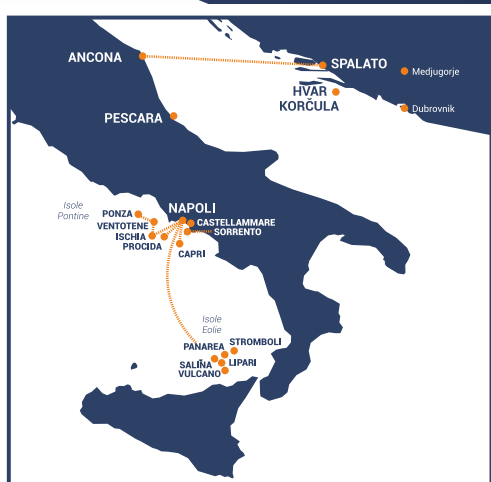 ANCONA
SPALATO
Medjugorje
HVAR
KORČULA
Dubrovnik
PESCARA
Isole
Pontine
PONZA
NAPOLI
VENTOTENE
CASTELLAMMARE
ISCHIA
SORRENTO
PROCIDA
CAPRI
Isole
Eolie
STROMBOLI
PANAREA
SALINA
LIPARI
VULCANO